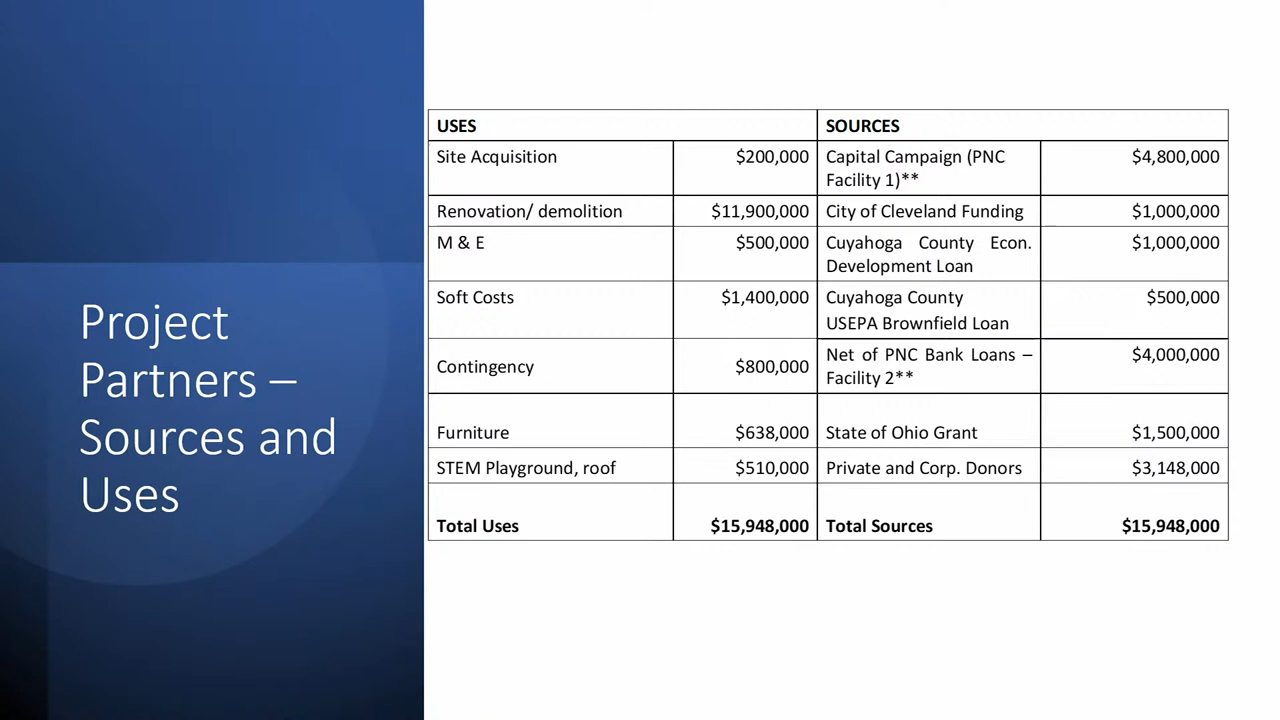 Project
Partners –
Sources and
Uses
USES SOURCES
Site Acquisition $200,000 Capital Campaign (PNC $4,800,000
Facility 1)**
Renovation/ demolition $11,900,000 City of Cleveland Funding $1,000,000
M & E $500,000 Cuyahoga County Econ. $1,000,000
Development Loan
Soft Costs $1,400,000 Cuyahoga County $500,000
USEPA Brownfield Loan
Net of PNC Bank Loans – $4,000,000
Contingency $800,000 Facility 2**
Furniture $638,000 State of Ohio Grant $1,500,000
STEM Playground, roof $510,000 Private and Corp. Donors $3,148,000
Total Uses $15,948,000 Total Sources $15,948,000